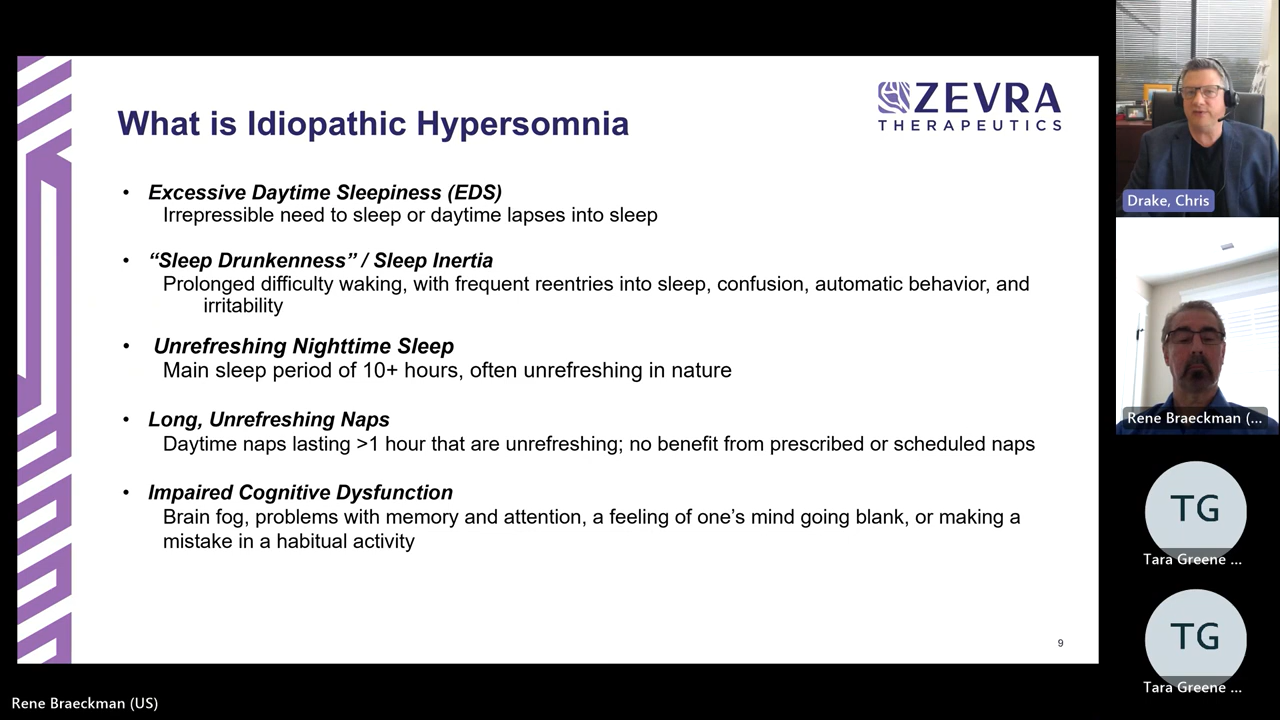 What is Idiopathic Hypersomnia
ZEVRA
THERAPEUTICS
• Excessive Daytime Sleepiness (EDS)
Irrepressible need to sleep or daytime lapses into sleep
• “Sleep Drunkenness” / Sleep Inertia
Prolonged difficulty waking, with frequent reentries into sleep, confusion, automatic behavior, and
irritability
• Unrefreshing Nighttime Sleep
Main sleep period of 10+ hours, often unrefreshing in nature
• Long, Unrefreshing Naps
Daytime naps lasting >1 hour that are unrefreshing; no benefit from prescribed or scheduled naps
• Impaired Cognitive Dysfunction
Brain fog, problems with memory and attention, a feeling of one’s mind going blank, or making a
mistake in a habitual activity
9
Drake, Chris
Rene Braeckman (...
TG
Tara Greene ...
TG
Tara Greene ...
Rene Braeckman (US)